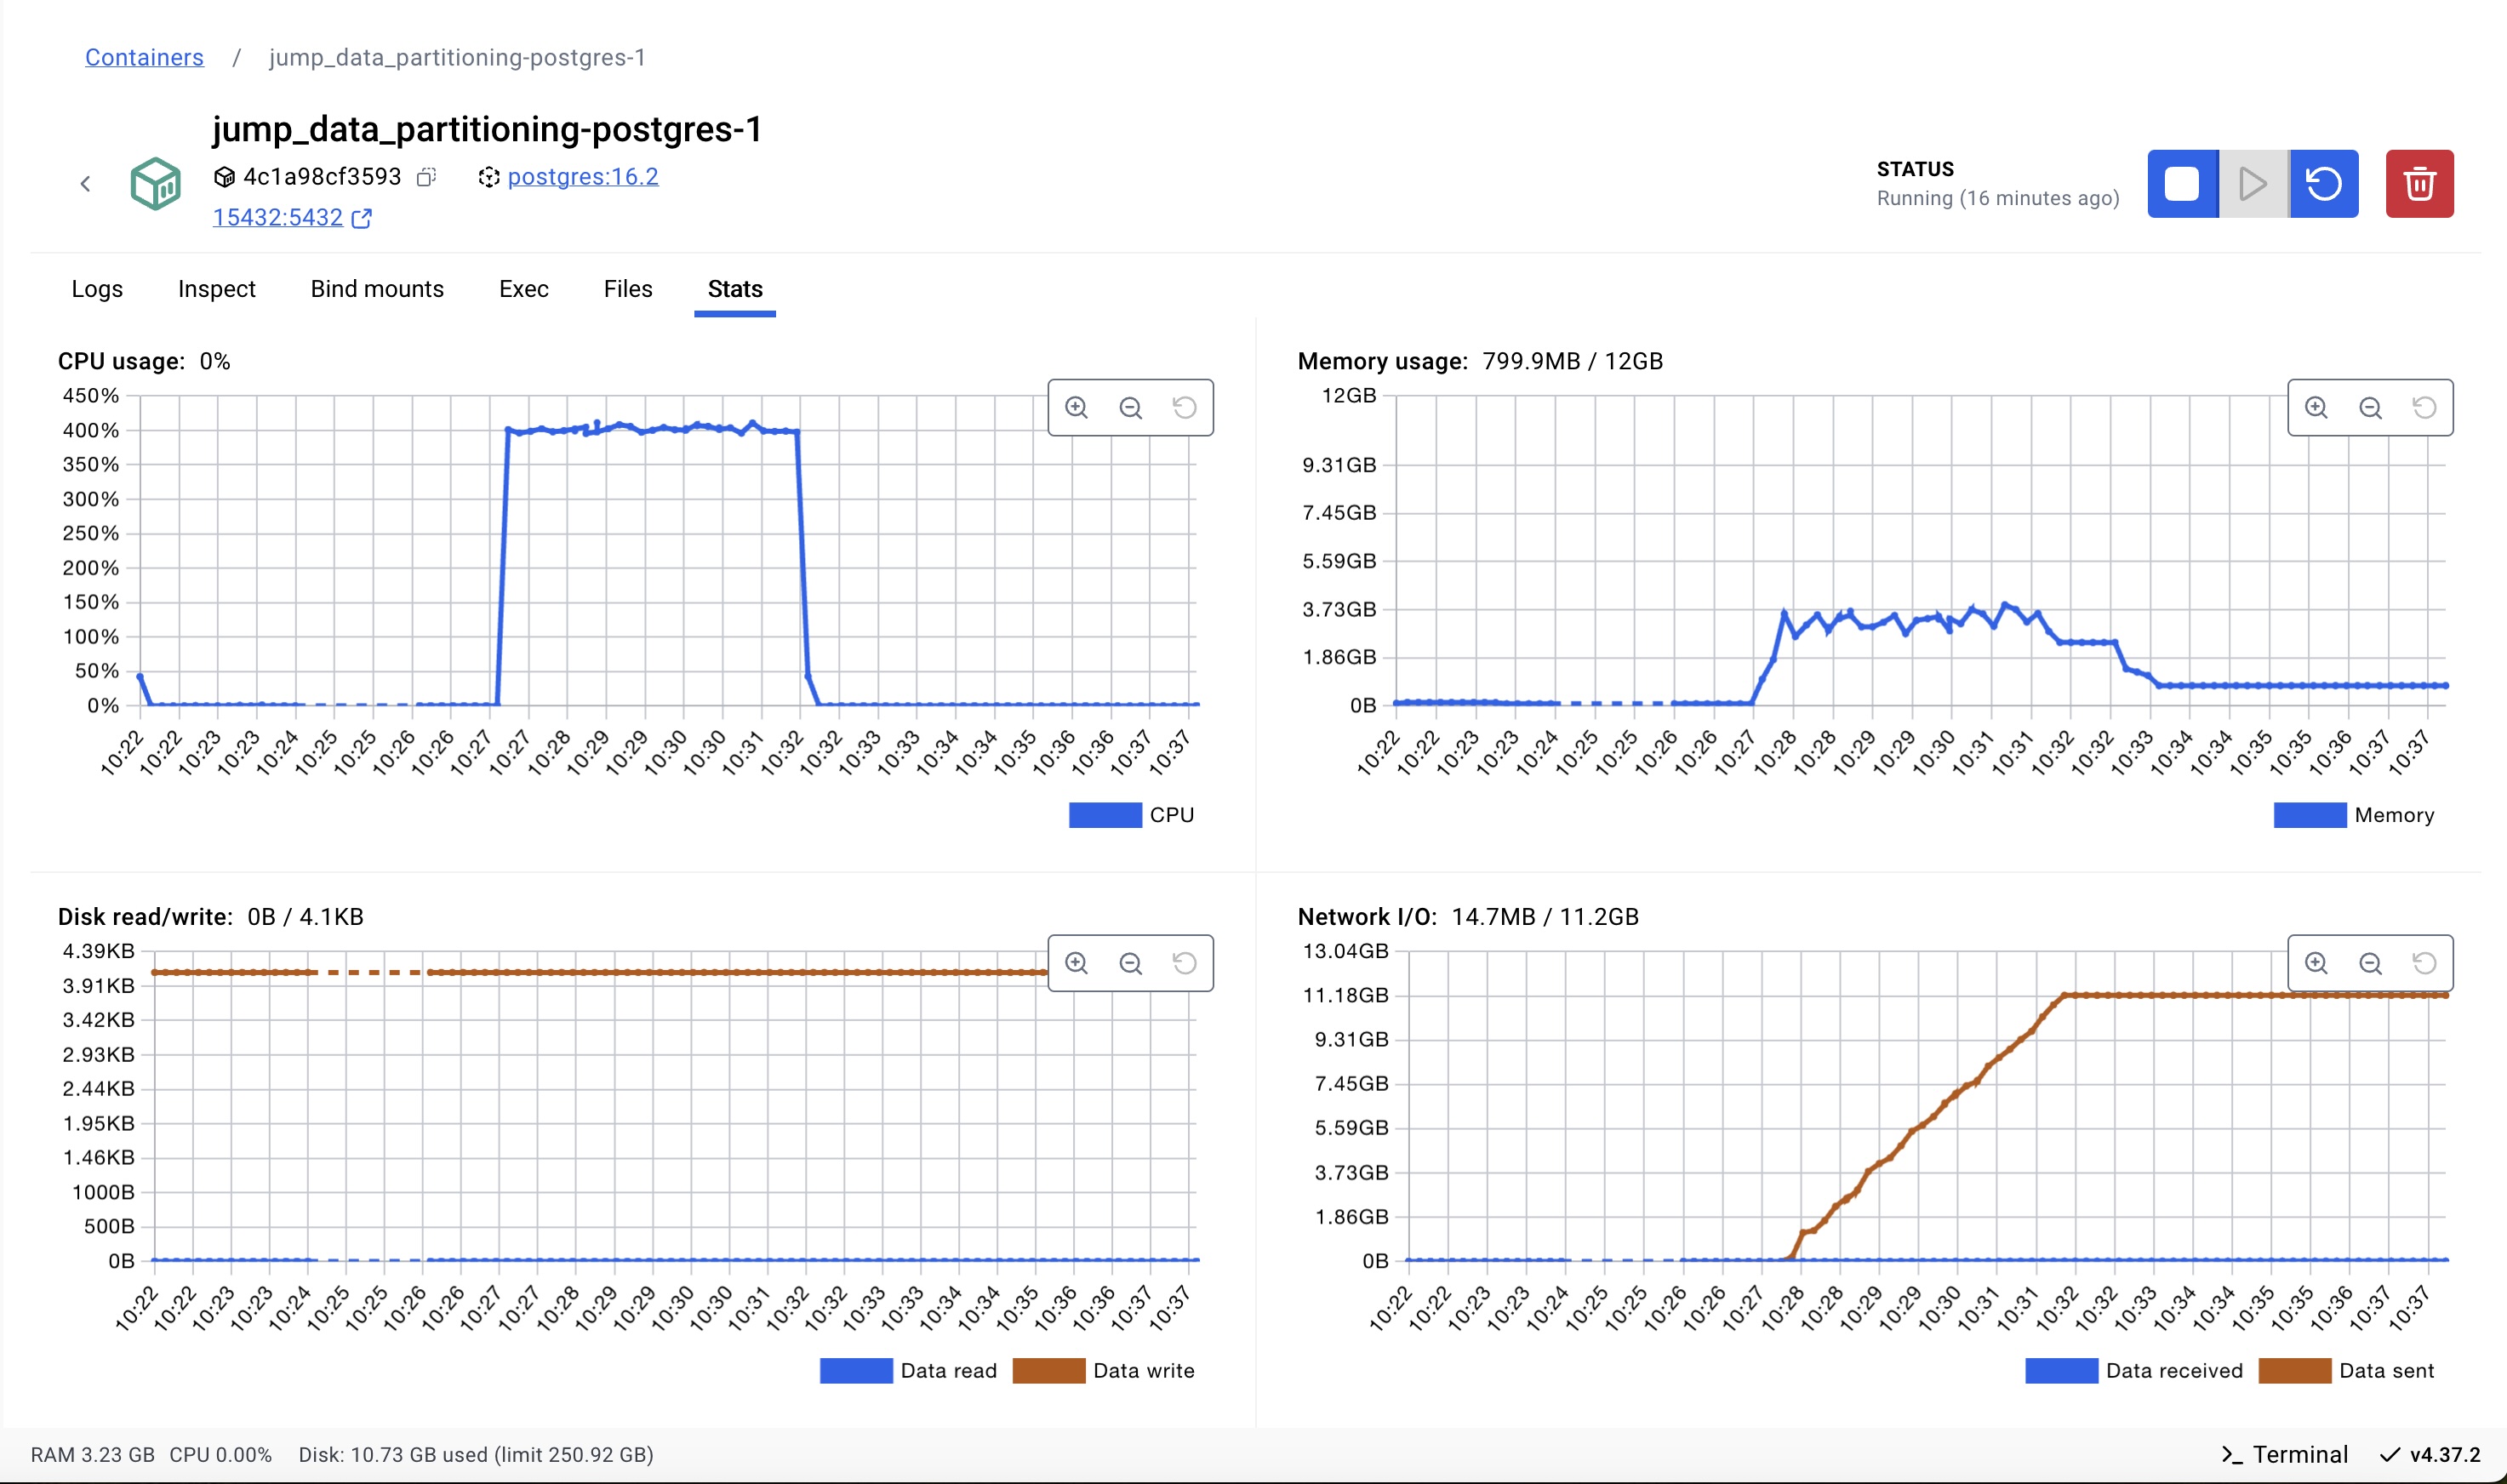 Containers / jump_data_partitioning-postgres-1
jump_data_partitioning-postgres-1
4c1a98cf3593 postgres:16.2
15432:5432
STATUS
Running (16 minutes ago)
Logs Inspect Bind mounts Exec Files Stats
CPU usage: 0%
450%
400%
350%
300%
250%
200%
150%
100%
50%
0%
10:22 10:22 10:23 10:23 10:24 10:25 10:25 10:26 10:26 10:27 10:27 10:28 10:29 10:29 10:30 10:30 10:31 10:32 10:32 10:33 10:33 10:34 10:34 10:35 10:36 10:36 10:37 10:37
CPU
Memory usage: 799.9MB / 12GB
12GB
9.31GB
7.45GB
5.59GB
3.73GB
1.86GB
0B
10:22 10:22 10:23 10:23 10:24 10:25 10:25 10:26 10:26 10:27 10:28 10:28 10:29 10:29 10:30 10:31 10:31 10:32 10:32 10:33 10:34 10:34 10:35 10:35 10:36 10:37 10:37
Memory
Disk read/write: 0B / 4.1KB
4.39KB
3.91KB
3.42KB
2.93KB
2.44KB
1.95KB
1.46KB
1000B
500B
0B
10:22 10:22 10:23 10:23 10:24 10:25 10:25 10:26 10:26 10:27 10:27 10:28 10:29 10:29 10:30 10:30 10:31 10:32 10:32 10:33 10:33 10:34 10:34 10:35 10:36 10:36 10:37 10:37
Data read Data write
Network I/O: 14.7MB / 11.2GB
13.04GB
11.18GB
9.31GB
7.45GB
5.59GB
3.73GB
1.86GB
0B
10:22 10:22 10:23 10:23 10:24 10:25 10:25 10:26 10:26 10:27 10:28 10:28 10:29 10:29 10:30 10:31 10:31 10:32 10:32 10:33 10:34 10:34 10:35 10:35 10:36 10:37 10:37
Data received Data sent
RAM 3.23 GB CPU 0.00% Disk: 10.73 GB used (limit 250.92 GB)
>_ Terminal v4.37.2